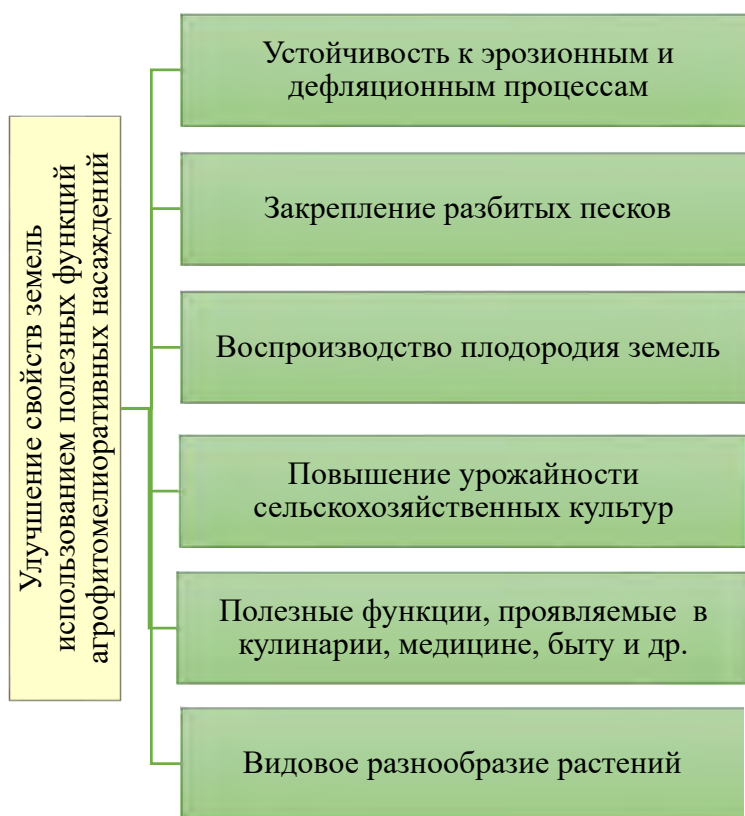 Улучшение свойств земель
использованием полезных функций
агрофитомелиоративных насаждений
Устойчивость к эрозионным и
дефляционным процессам
Закрепление разбитых песков
Воспроизводство плодородия земель
Повышение урожайности
сельскохозяйственных культур
Полезные функции, проявляемые в
кулинарии, медицине, быту и др.
Видовое разнообразие растений